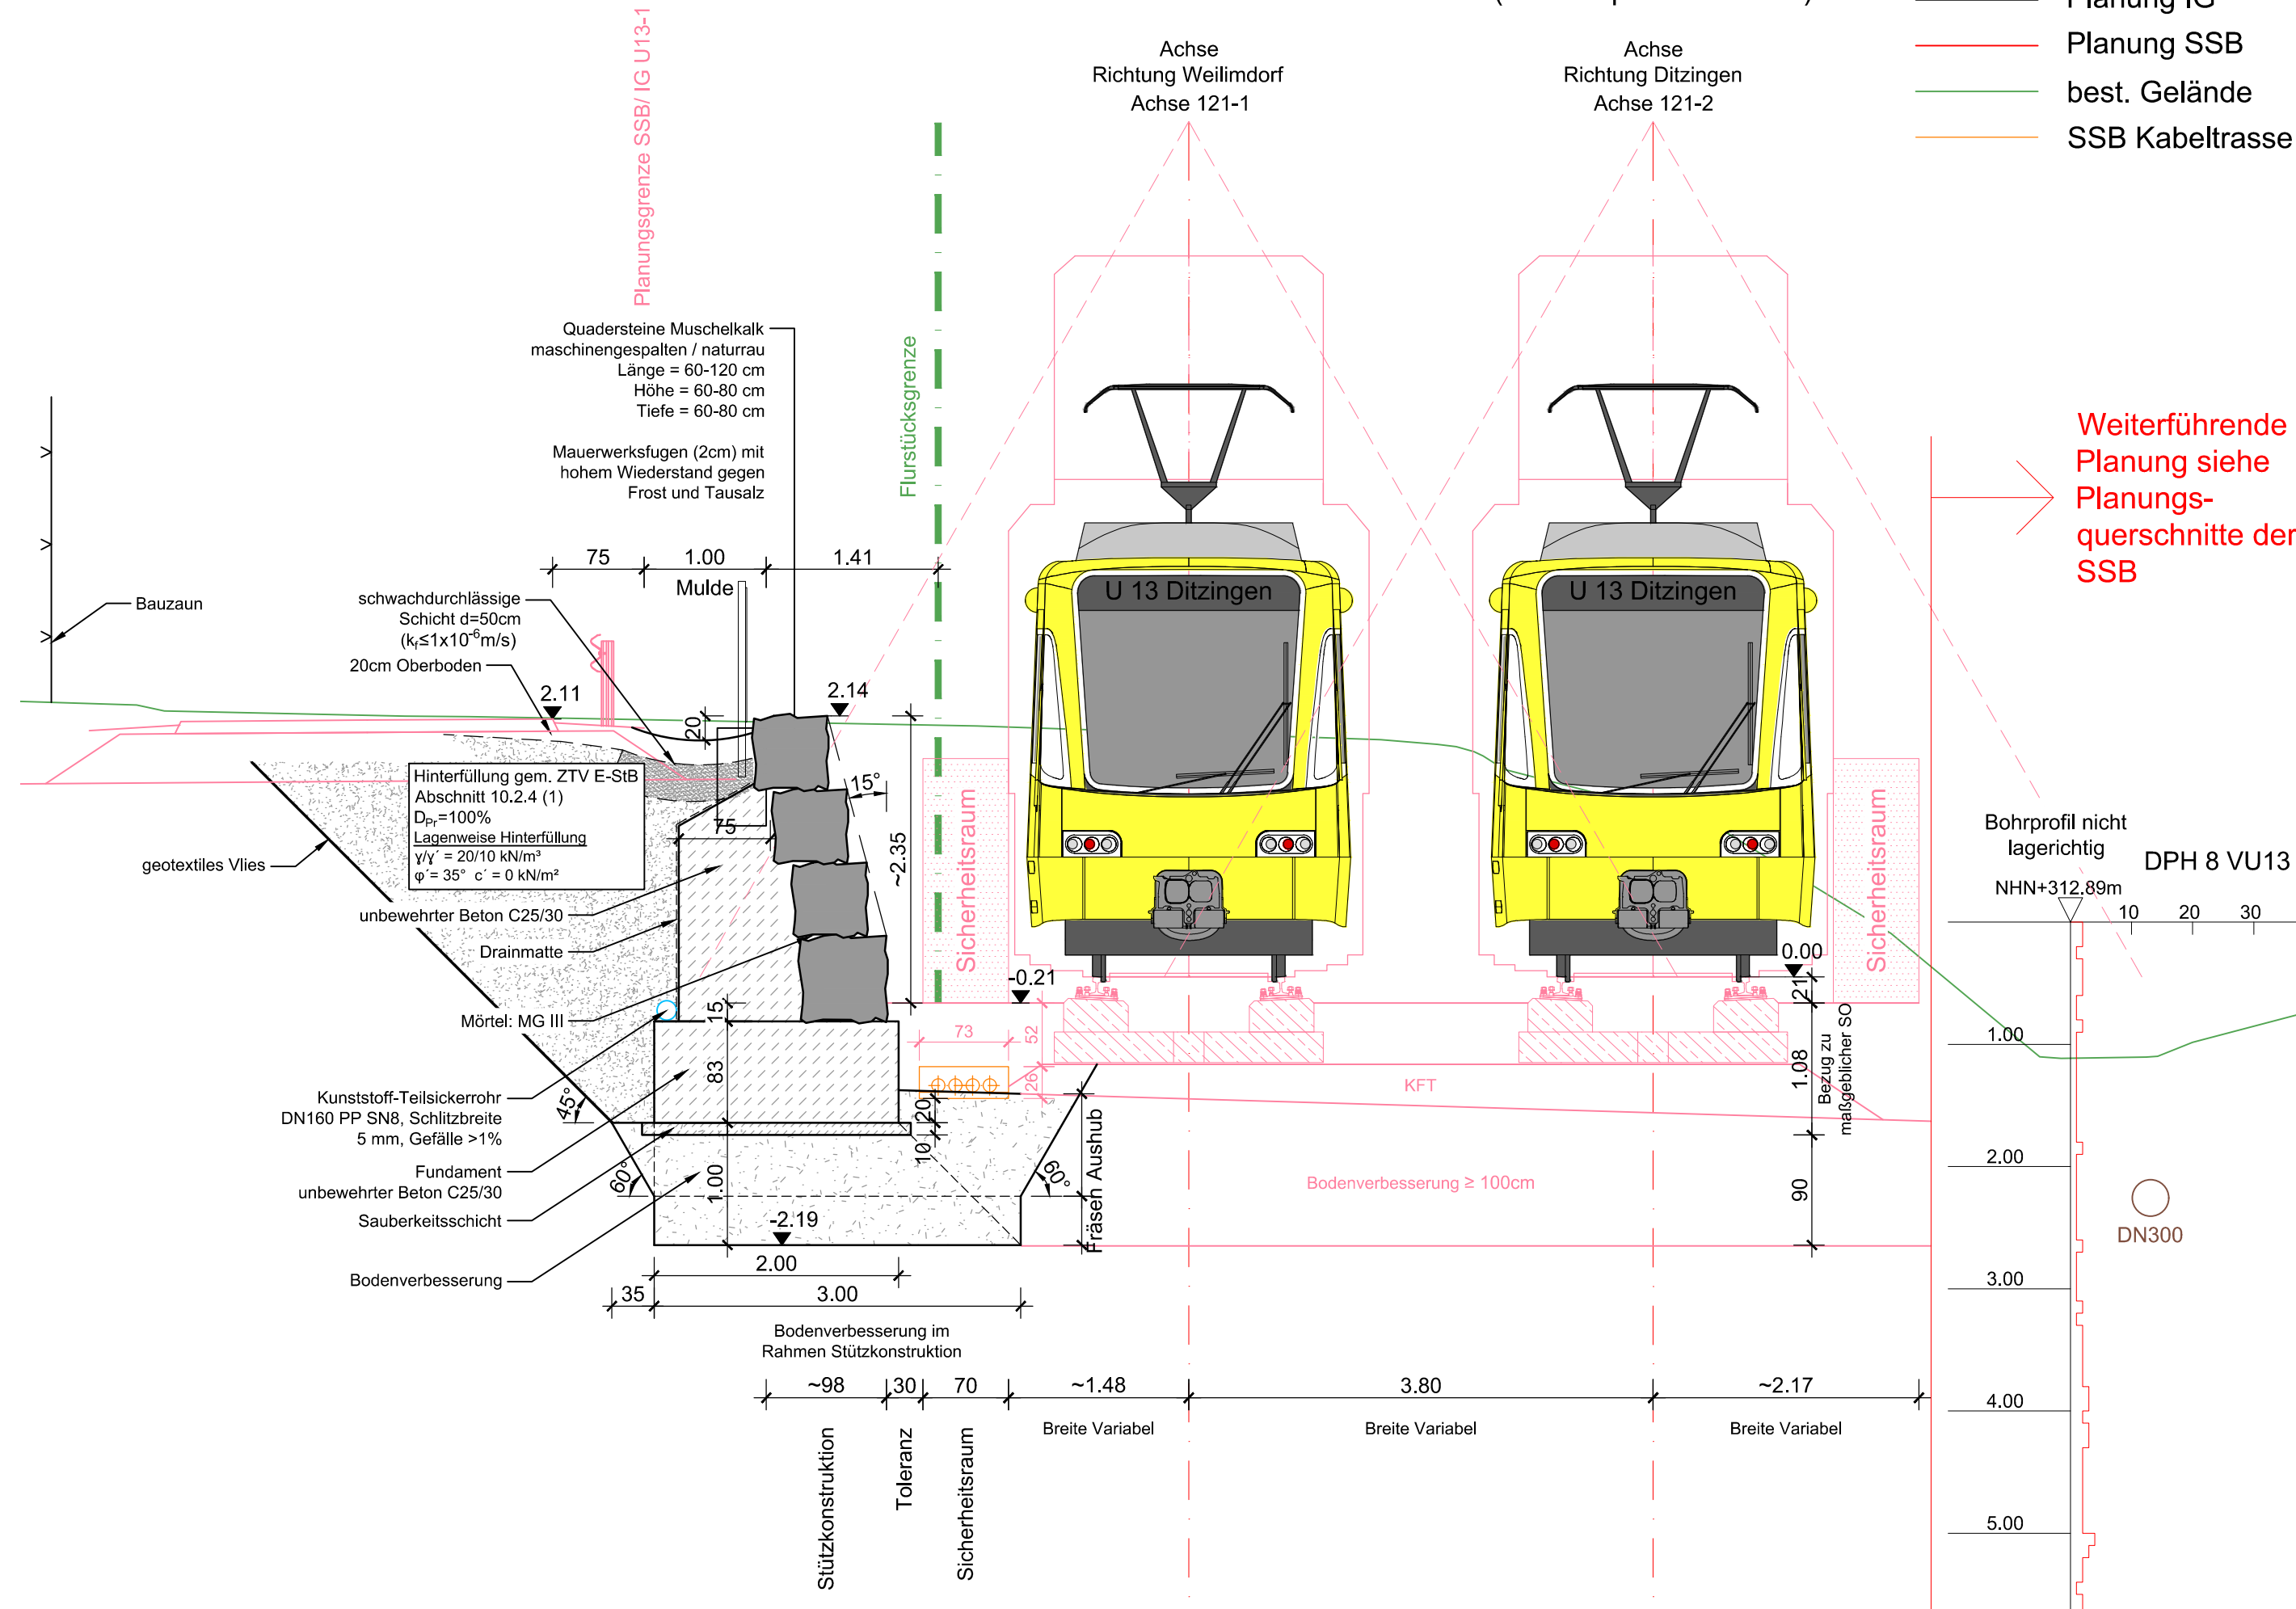 Planung IG
Planung SSB
best. Gelände
SSB Kabeltrasse
Planungsgrenze SSB/ IG U13-1
Achse
Richtung Weilimdorf
Achse 121-1
Achse
Richtung Ditzingen
Achse 121-2
Quadersteine Muschelkalk
maschinengespalten / naturrau
Länge = 60-120 cm
Höhe = 60-80 cm
Tiefe = 60-80 cm
Mauerwerksfugen (2cm) mit
hohem Wiederstand gegen
Frost und Tausalz
Flurstücksgrenze
Weiterführende
Planung siehe
Planungs-
querschnitte der
SSB
75
1.00
1.41
Mulde
U 13 Ditzingen
U 13 Ditzingen
Bauzaun
schwachdurchlässige
Schicht d=50cm
(kf≤1x10⁻⁶m/s)
20cm Oberboden
2.11
2.14
20
15°
Hinterfüllung gem. ZTV E-StB
Abschnitt 10.2.4 (1)
DPr=100%
Lagenweise Hinterfüllung
γ/γ´ = 20/10 kN/m³
φ´= 35° c´ = 0 kN/m²
75
~2.35
geotextiles Vlies
unbewehrter Beton C25/30
Drainmatte
Mörtel: MG III
Sicherheitsraum
Sicherheitsraum
Bohrprofil nicht
lagerichtig
DPH 8 VU13
NHN+312.89m
10
20
30
-0.21
0.00
21
15
83
73
52
26
KFT
1.08
Bezug zu
maßgeblicher SO
Kunststoff-Teilsickerrohr
DN160 PP SN8, Schlitzbreite
5 mm, Gefälle >1%
45°
20
10
Fundament
unbewehrter Beton C25/30
60°
1.00
60°
Fräsen Aushub
Bodenverbesserung ≥ 100cm
90
Sauberkeitsschicht
-2.19
Bodenverbesserung
2.00
35
3.00
Bodenverbesserung im
Rahmen Stützkonstruktion
~98
30
70
~1.48
3.80
~2.17
Breite Variabel
Breite Variabel
Breite Variabel
Stützkonstruktion
Toleranz
Sicherheitsraum
DN300
1.00
2.00
3.00
4.00
5.00